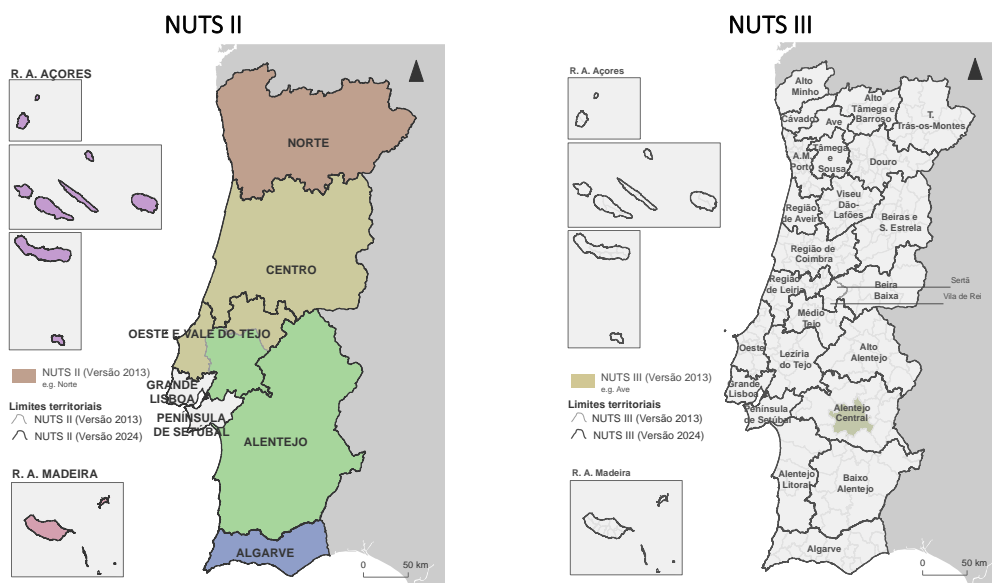 NUTS II
R. A. AÇORES
NORTE
CENTRO
OESTE E VALE DO TEJO
NUTS II (Versão 2013)
e.g. Norte
GRANDE
LISBOA
Limites territoriais
NUTS II (Versão 2013)
NUTS II (Versão 2024)
PENÍNSULA
DE SETÚBAL
ALENTEJO
R. A. MADEIRA
ALGARVE
0 50 km
NUTS III
R. A. Açores
Alto
Minho
Cávado
Ave
Alto
Tâmega e
Barroso
T.
Trás-os-Montes
A.M.
Porto
Tâmega
e
Sousa
Douro
Viseu
Dão-
Lafões
Região
de Aveiro
Beiras e
S. Estrela
Região de
Coimbra
Região
de Leiria
Beira
Baixa
Sertã
Vila de Rei
Médio
Tejo
Oeste
Lezíria
do Tejo
Alto
Alentejo
NUTS III (Versão 2013)
e.g. Ave
Grande
Lisboa
Limites territoriais
NUTS III (Versão 2013)
NUTS III (Versão 2024)
Península
de Setúbal
Alentejo
Central
R. A. Madeira
Alentejo
Litoral
Baixo
Alentejo
Algarve
0 50 km